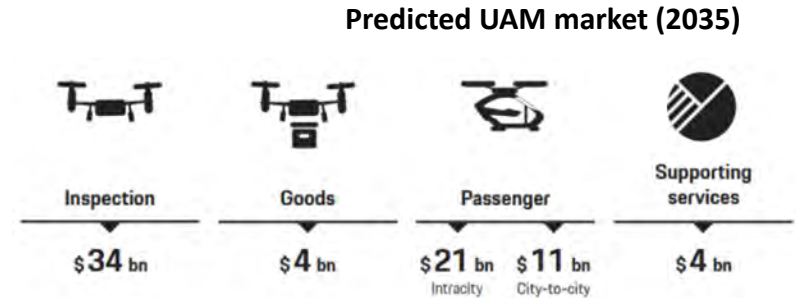 Predicted UAM market (2035)
Inspection
Goods
Passenger
Supporting
services
$34 bn
$4 bn
$21 bn
Intracity
$11 bn
City-to-city
$4 bn